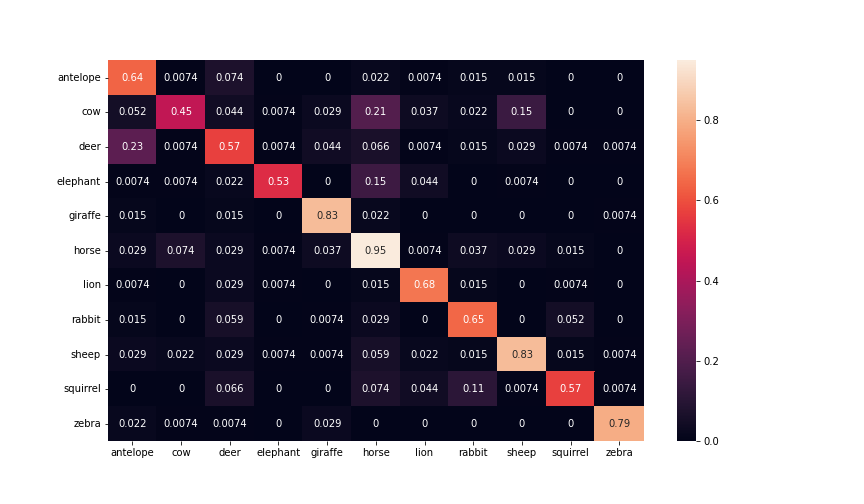 antelope 0.64 0.0074 0.074 0 0 0.022 0.0074 0.015 0.015 0 0
cow 0.052 0.45 0.044 0.0074 0.029 0.21 0.037 0.022 0.15 0 0
0.8
deer 0.23 0.0074 0.57 0.0074 0.044 0.066 0.0074 0.015 0.029 0.0074 0.0074
elephant 0.0074 0.0074 0.022 0.53 0 0.15 0.044 0 0.0074 0 0
0.6
giraffe 0.015 0 0.015 0 0.83 0.022 0 0 0 0 0.0074
horse 0.029 0.074 0.029 0.0074 0.037 0.95 0.0074 0.037 0.029 0.015 0
0.4
lion 0.0074 0 0.029 0.0074 0 0.015 0.68 0.015 0 0.0074 0
rabbit 0.015 0 0.059 0 0.0074 0.029 0 0.65 0 0.052 0
sheep 0.029 0.022 0.029 0.0074 0.0074 0.059 0.022 0.015 0.83 0.015 0.0074
0.2
squirrel 0 0 0.066 0 0 0.074 0.044 0.11 0.0074 0.57 0.0074
zebra 0.022 0.0074 0.0074 0 0.029 0 0 0 0 0 0.79
0.0
antelope cow deer elephant giraffe horse lion rabbit sheep squirrel zebra